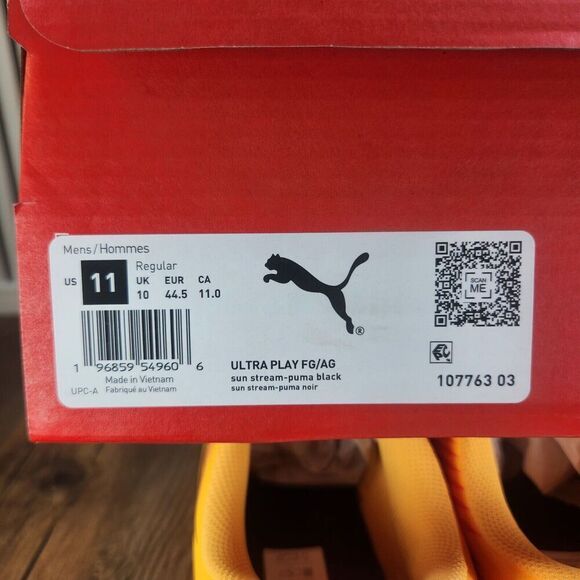 Mens/Hommes
Regular
US 11 UK EUR CA
10 44.5 11.0
1 96859 54960 6
Made in Vietnam
UPC-A Fabriqué au Vietnam
®
ULTRA PLAY FG/AG
sun stream-puma black
sun stream-puma noir
SCAN
ME
107763 03